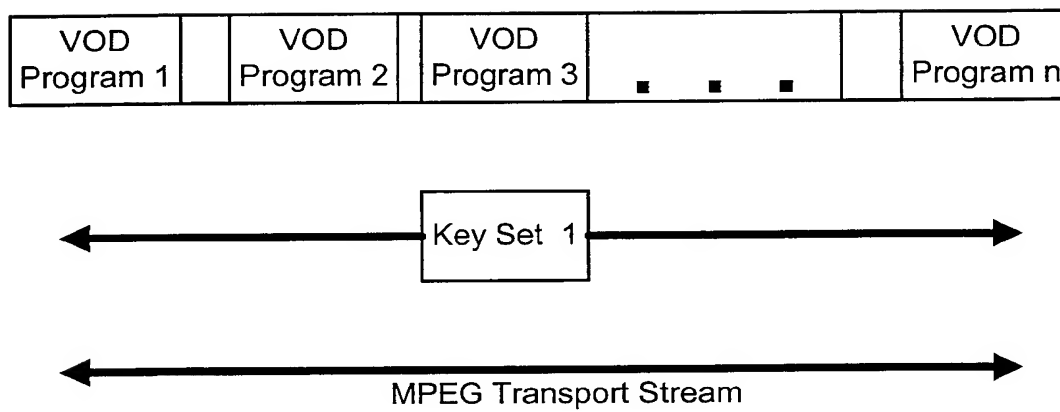 VOD
Program 1
VOD
Program 2
VOD
Program 3
. . .
VOD
Program n
Key Set 1
MPEG Transport Stream